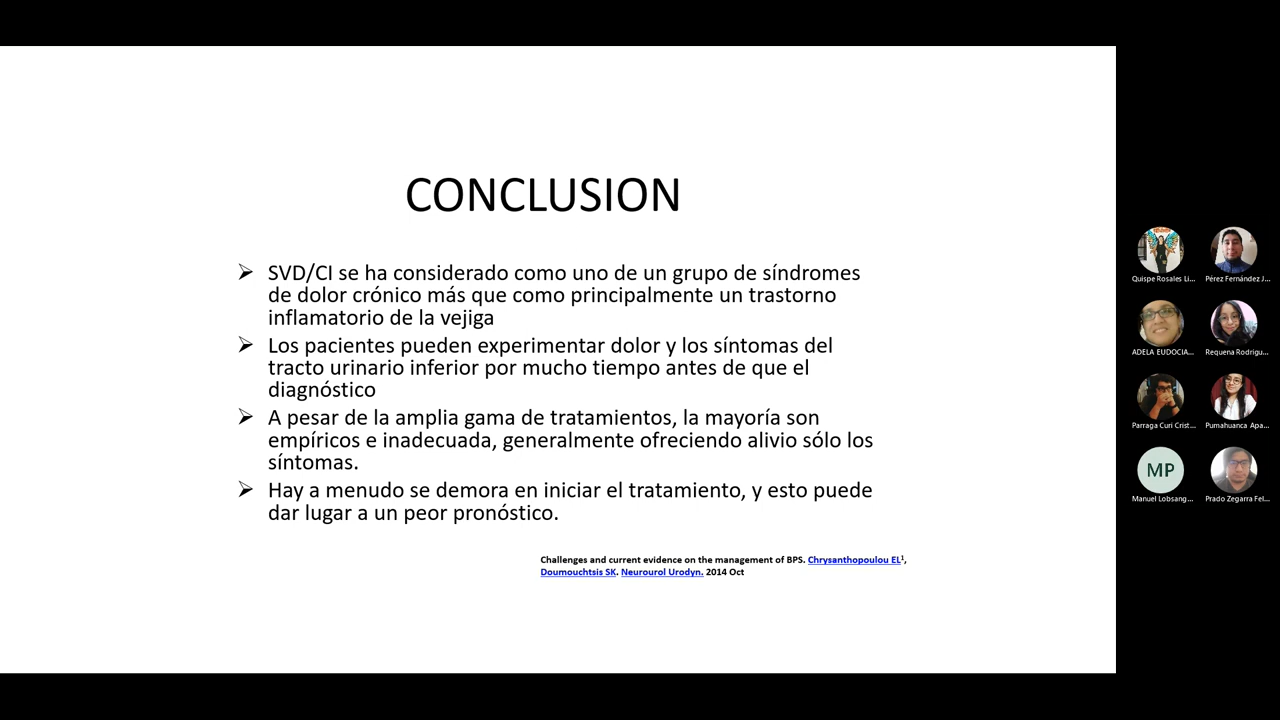 CONCLUSION
➢ SVD/CI se ha considerado como uno de un grupo de síndromes
de dolor crónico más que como principalmente un trastorno
inflamatorio de la vejiga
➢ Los pacientes pueden experimentar dolor y los síntomas del
tracto urinario inferior por mucho tiempo antes de que el
diagnóstico
➢ A pesar de la amplia gama de tratamientos, la mayoría son
empíricos e inadecuada, generalmente ofreciendo alivio sólo los
síntomas.
➢ Hay a menudo se demora en iniciar el tratamiento, y esto puede
dar lugar a un peor pronóstico.
Challenges and current evidence on the management of BPS. Chrysanthopoulou EL¹,
Doumouchtsis SK. Neurourol Urodyn. 2014 Oct
Quispe Rosales Li...
Pérez Fernández J...
ADELA EUDOCIA...
Requena Rodrigu...
Parraga Curi Crist...
Pumahuanca Apa...
MP
Manuel Lobsang...
Prado Zegarra Fel...